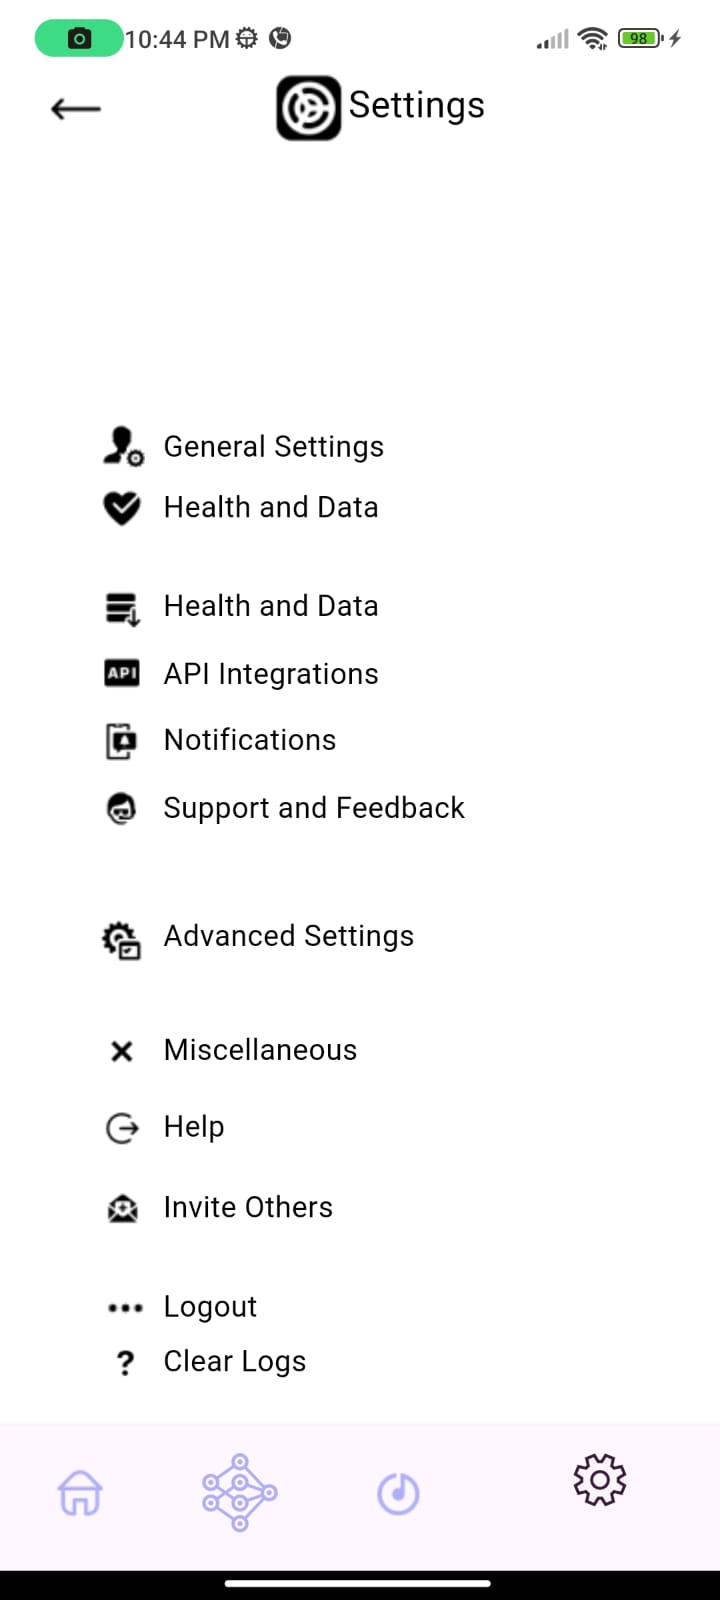 10:44 PM 98
Settings
General Settings
Health and Data
Health and Data
API API Integrations
Notifications
Support and Feedback
Advanced Settings
Miscellaneous
Help
Invite Others
Logout
? Clear Logs